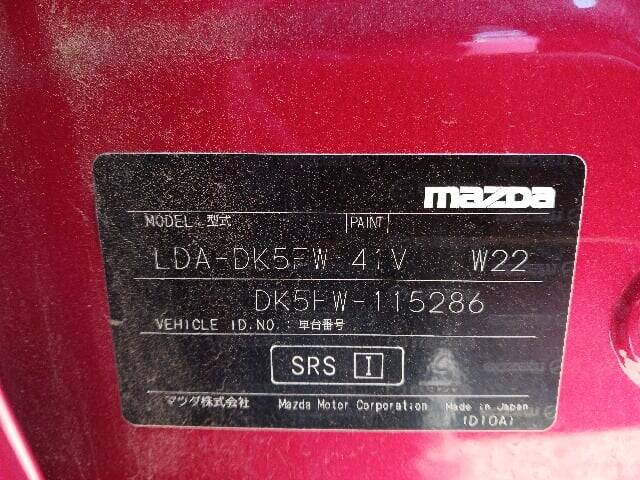 mazda
MODEL 型式 PAINT
LDA-DK5FW 41V W22
DK5FW-115286
VEHICLE ID.NO.: 車台番号
SRS I
マツダ株式会社 Mazda Motor Corporation Made in Japan
(D10A)